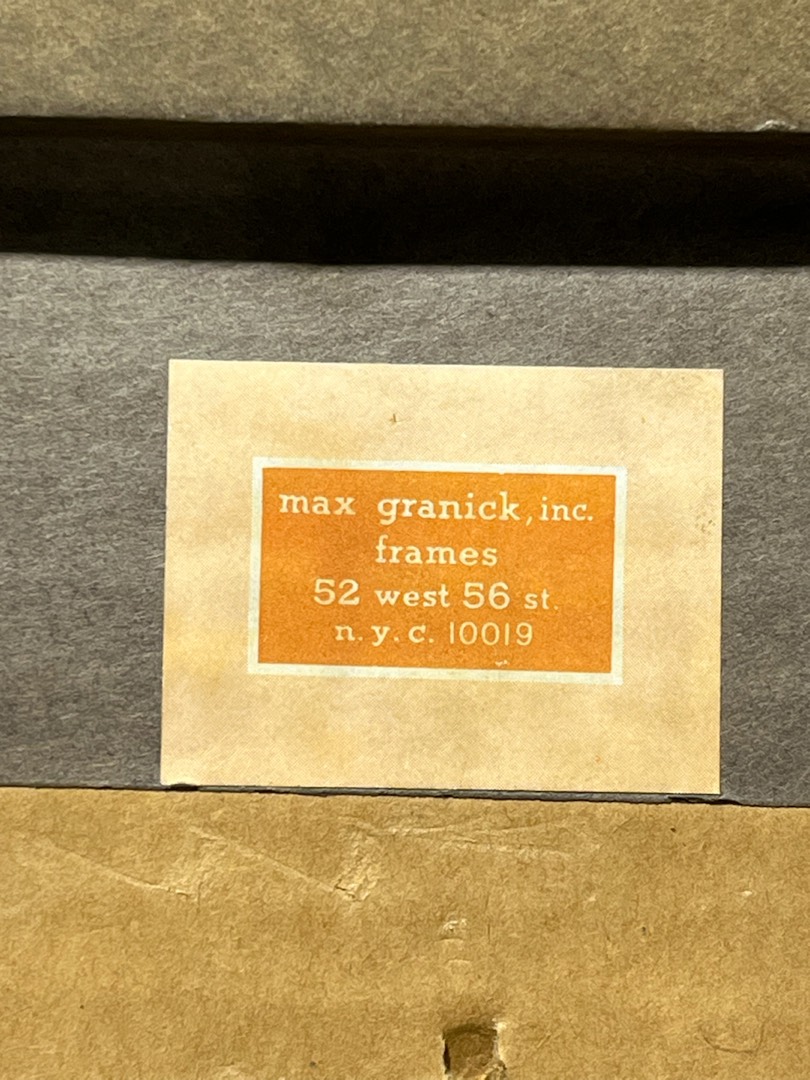 max granick, inc.
frames
52 west 56 st.
n.y.c. 10019